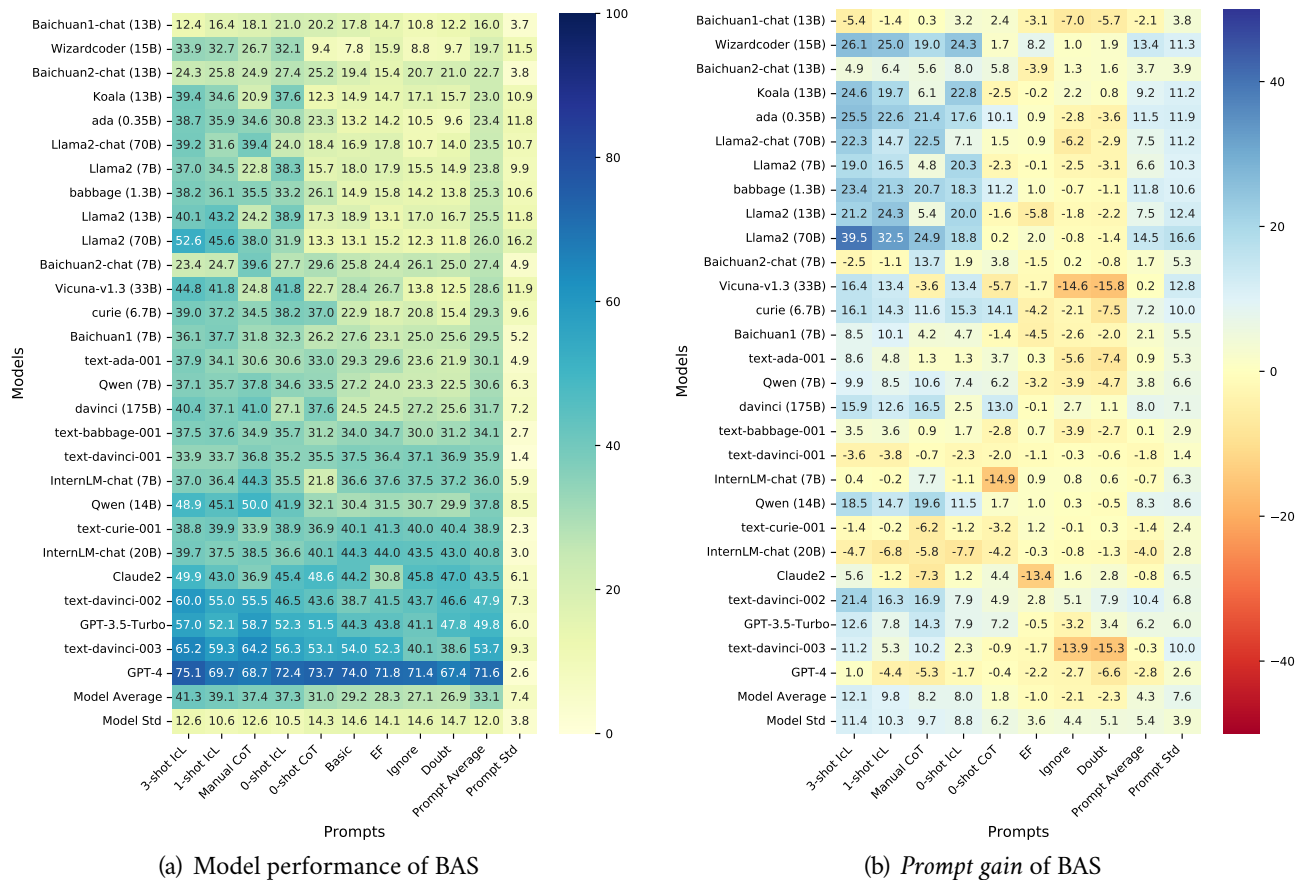 Baichuan1-chat (13B) 12.4 16.4 18.1 21.0 20.2 17.8 14.7 10.8 12.2 16.0 3.7
Wizardcoder (15B) 33.9 32.7 26.7 32.1 9.4 7.8 15.9 8.8 9.7 19.7 11.5
Baichuan2-chat (13B) 24.3 25.8 24.9 27.4 25.2 19.4 15.4 20.7 21.0 22.7 3.8
Koala (13B) 39.4 34.6 20.9 37.6 12.3 14.9 14.7 17.1 15.7 23.0 10.9
ada (0.35B) 38.7 35.9 34.6 30.8 23.3 13.2 14.2 10.5 9.6 23.4 11.8
Llama2-chat (70B) 39.2 31.6 39.4 24.0 18.4 16.9 17.8 10.7 14.0 23.5 10.7
Llama2 (7B) 37.0 34.5 22.8 38.3 15.7 18.0 17.9 15.5 14.9 23.8 9.9
babbage (1.3B) 38.2 36.1 35.5 33.2 26.1 14.9 15.8 14.2 13.8 25.3 10.6
Llama2 (13B) 40.1 43.2 24.2 38.9 17.3 18.9 13.1 17.0 16.7 25.5 11.8
Llama2 (70B) 52.6 45.6 38.0 31.9 13.3 13.1 15.2 12.3 11.8 26.0 16.2
Baichuan2-chat (7B) 23.4 24.7 39.6 27.7 29.6 25.8 24.4 26.1 25.0 27.4 4.9
Vicuna-v1.3 (33B) 44.8 41.8 24.8 41.8 22.7 28.4 26.7 13.8 12.5 28.6 11.9
curie (6.7B) 39.0 37.2 34.5 38.2 37.0 22.9 18.7 20.8 15.4 29.3 9.6
Baichuan1 (7B) 36.1 37.7 31.8 32.3 26.2 27.6 23.1 25.0 25.6 29.5 5.2
text-ada-001 37.9 34.1 30.6 30.6 33.0 29.3 29.6 23.6 21.9 30.1 4.9
Qwen (7B) 37.1 35.7 37.8 34.6 33.5 27.2 24.0 23.3 22.5 30.6 6.3
davinci (175B) 40.4 37.1 41.0 27.1 37.6 24.5 24.5 27.2 25.6 31.7 7.2
text-babbage-001 37.5 37.6 34.9 35.7 31.2 34.0 34.7 30.0 31.2 34.1 2.7
text-davinci-001 33.9 33.7 36.8 35.2 35.5 37.5 36.4 37.1 36.9 35.9 1.4
InternLM-chat (7B) 37.0 36.4 44.3 35.5 21.8 36.6 37.6 37.5 37.2 36.0 5.9
Qwen (14B) 48.9 45.1 50.0 41.9 32.1 30.4 31.5 30.7 29.9 37.8 8.5
text-curie-001 38.8 39.9 33.9 38.9 36.9 40.1 41.3 40.0 40.4 38.9 2.3
InternLM-chat (20B) 39.7 37.5 38.5 36.6 40.1 44.3 44.0 43.5 43.0 40.8 3.0
Claude2 49.9 43.0 36.9 45.4 48.6 44.2 30.8 45.8 47.0 43.5 6.1
text-davinci-002 60.0 55.0 55.5 46.5 43.6 38.7 41.5 43.7 46.6 47.9 7.3
GPT-3.5-Turbo 57.0 52.1 58.7 52.3 51.5 44.3 43.8 41.1 47.8 49.8 6.0
text-davinci-003 65.2 59.3 64.2 56.3 53.1 54.0 52.3 40.1 38.6 53.7 9.3
GPT-4 75.1 69.7 68.7 72.4 73.7 74.0 71.8 71.4 67.4 71.6 2.6
Model Average 41.3 39.1 37.4 37.3 31.0 29.2 28.3 27.1 26.9 33.1 7.4
Model Std 12.6 10.6 12.6 10.5 14.3 14.6 14.1 14.6 14.7 12.0 3.8
3-shot IcL 1-shot IcL Manual CoT 0-shot IcL 0-shot CoT Basic EF Ignore Doubt Prompt Average Prompt Std
Models
Prompts
100
80
60
40
20
0
(a) Model performance of BAS
Baichuan1-chat (13B) -5.4 -1.4 0.3 3.2 2.4 -3.1 -7.0 -5.7 -2.1 3.8
Wizardcoder (15B) 26.1 25.0 19.0 24.3 1.7 8.2 1.0 1.9 13.4 11.3
Baichuan2-chat (13B) 4.9 6.4 5.6 8.0 5.8 -3.9 1.3 1.6 3.7 3.9
Koala (13B) 24.6 19.7 6.1 22.8 -2.5 -0.2 2.2 0.8 9.2 11.2
ada (0.35B) 25.5 22.6 21.4 17.6 10.1 0.9 -2.8 -3.6 11.5 11.9
Llama2-chat (70B) 22.3 14.7 22.5 7.1 1.5 0.9 -6.2 -2.9 7.5 11.2
Llama2 (7B) 19.0 16.5 4.8 20.3 -2.3 -0.1 -2.5 -3.1 6.6 10.3
babbage (1.3B) 23.4 21.3 20.7 18.3 11.2 1.0 -0.7 -1.1 11.8 10.6
Llama2 (13B) 21.2 24.3 5.4 20.0 -1.6 -5.8 -1.8 -2.2 7.5 12.4
Llama2 (70B) 39.5 32.5 24.9 18.8 0.2 2.0 -0.8 -1.4 14.5 16.6
Baichuan2-chat (7B) -2.5 -1.1 13.7 1.9 3.8 -1.5 0.2 -0.8 1.7 5.3
Vicuna-v1.3 (33B) 16.4 13.4 -3.6 13.4 -5.7 -1.7 -14.6 -15.8 0.2 12.8
curie (6.7B) 16.1 14.3 11.6 15.3 14.1 -4.2 -2.1 -7.5 7.2 10.0
Baichuan1 (7B) 8.5 10.1 4.2 4.7 -1.4 -4.5 -2.6 -2.0 2.1 5.5
text-ada-001 8.6 4.8 1.3 1.3 3.7 0.3 -5.6 -7.4 0.9 5.3
Qwen (7B) 9.9 8.5 10.6 7.4 6.2 -3.2 -3.9 -4.7 3.8 6.6
davinci (175B) 15.9 12.6 16.5 2.5 13.0 -0.1 2.7 1.1 8.0 7.1
text-babbage-001 3.5 3.6 0.9 1.7 -2.8 0.7 -3.9 -2.7 0.1 2.9
text-davinci-001 -3.6 -3.8 -0.7 -2.3 -2.0 -1.1 -0.3 -0.6 -1.8 1.4
InternLM-chat (7B) 0.4 -0.2 7.7 -1.1 -14.9 0.9 0.8 0.6 -0.7 6.3
Qwen (14B) 18.5 14.7 19.6 11.5 1.7 1.0 0.3 -0.5 8.3 8.6
text-curie-001 -1.4 -0.2 -6.2 -1.2 -3.2 1.2 -0.1 0.3 -1.4 2.4
InternLM-chat (20B) -4.7 -6.8 -5.8 -7.7 -4.2 -0.3 -0.8 -1.3 -4.0 2.8
Claude2 5.6 -1.2 -7.3 1.2 4.4 -13.4 1.6 2.8 -0.8 6.5
text-davinci-002 21.4 16.3 16.9 7.9 4.9 2.8 5.1 7.9 10.4 6.8
GPT-3.5-Turbo 12.6 7.8 14.3 7.9 7.2 -0.5 -3.2 3.4 6.2 6.0
text-davinci-003 11.2 5.3 10.2 2.3 -0.9 -1.7 -13.9 -15.3 -0.3 10.0
GPT-4 1.0 -4.4 -5.3 -1.7 -0.4 -2.2 -2.7 -6.6 -2.8 2.6
Model Average 12.1 9.8 8.2 8.0 1.8 -1.0 -2.1 -2.3 4.3 7.6
Model Std 11.4 10.3 9.7 8.8 6.2 3.6 4.4 5.1 5.4 3.9
3-shot IcL 1-shot IcL Manual CoT 0-shot IcL 0-shot CoT EF Ignore Doubt Prompt Average Prompt Std
Models
Prompts
40
20
0
−20
−40
(b) Prompt gain of BAS